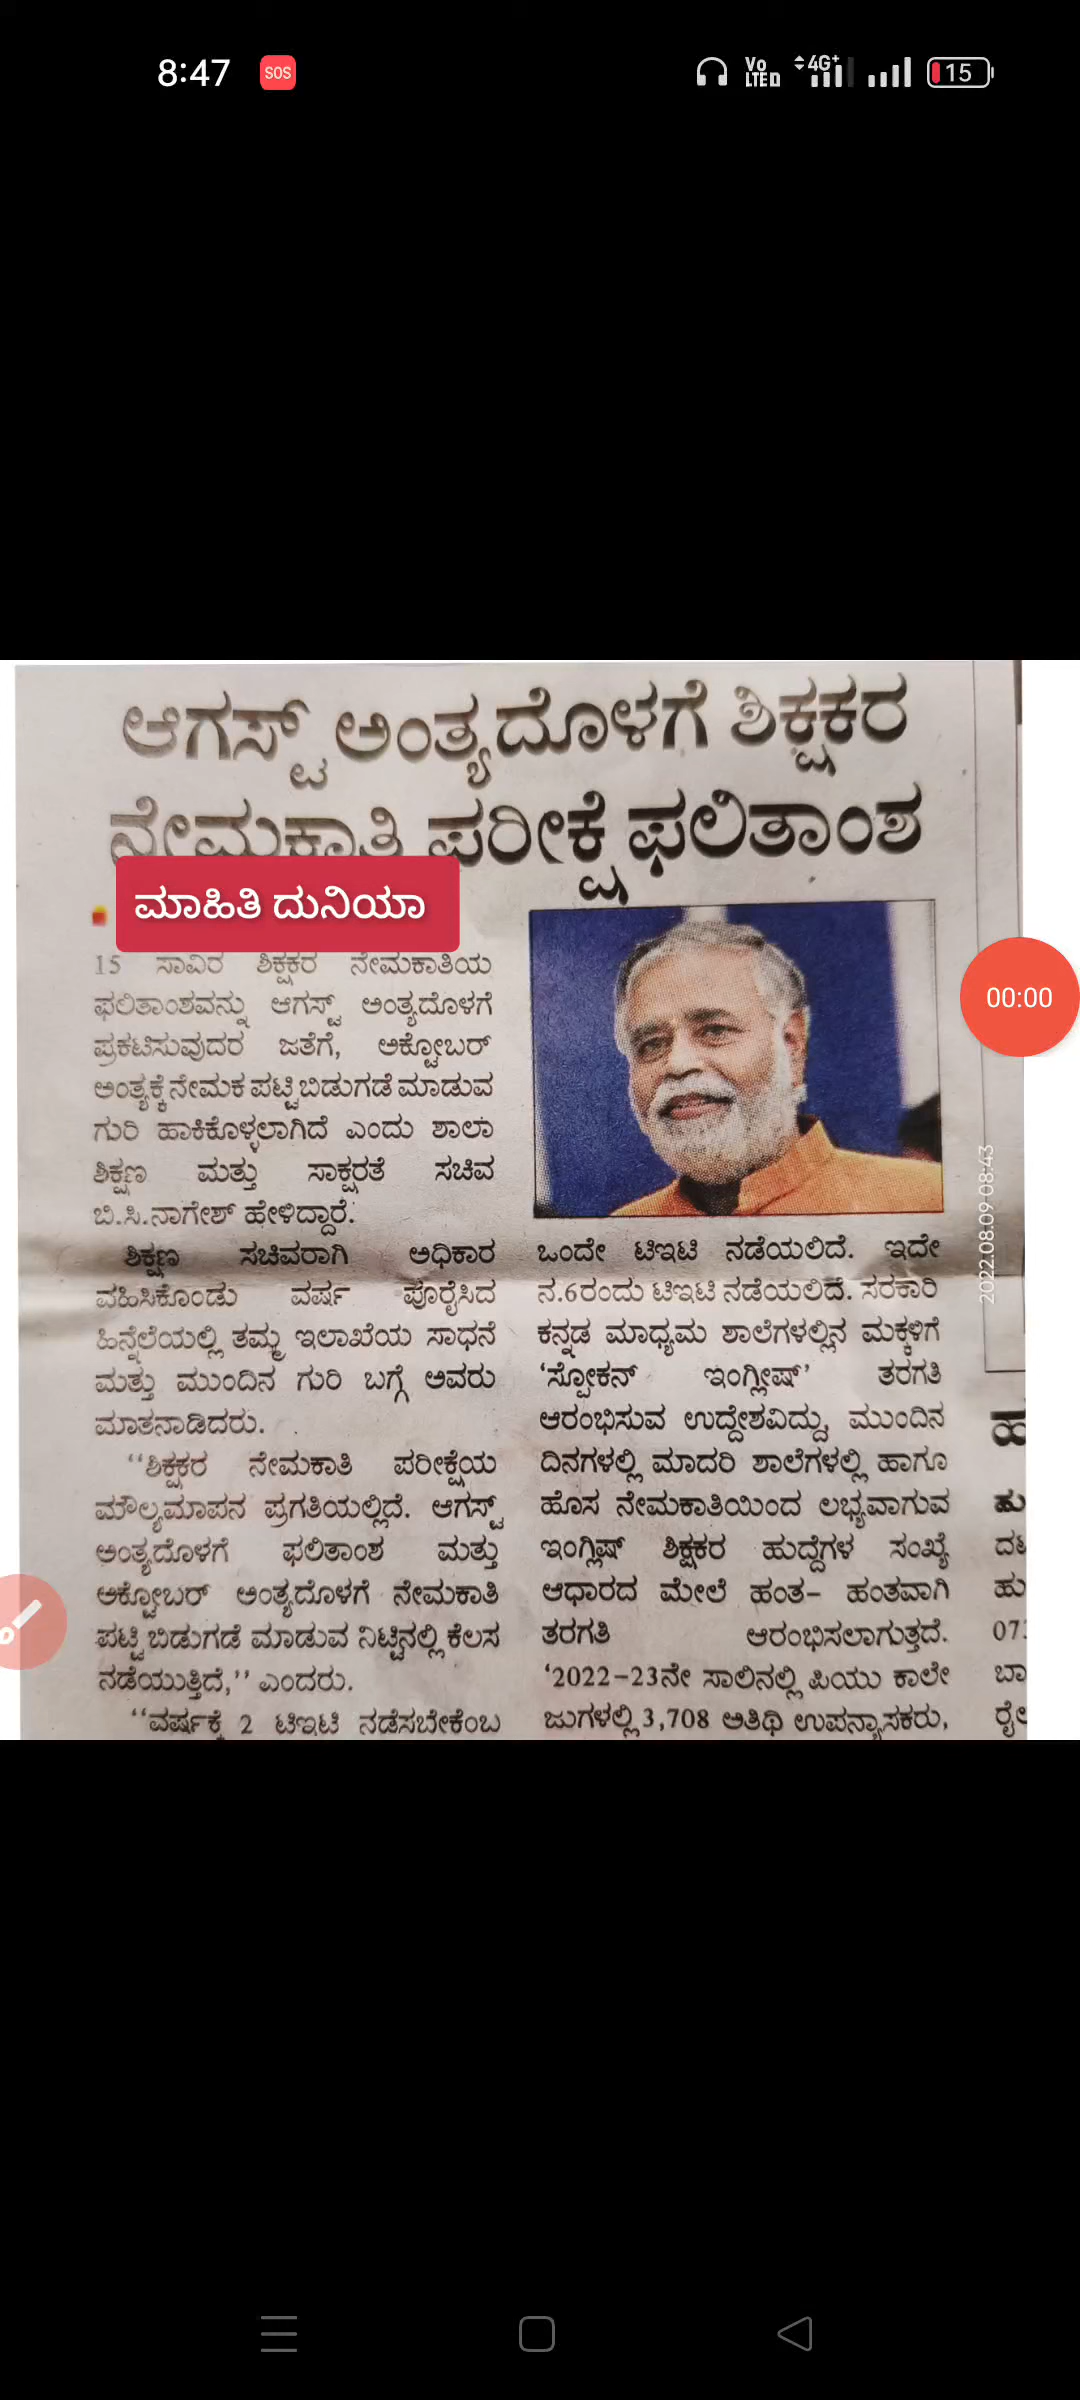 8:47
SOS
Vo
LTE
4G+
15
ಆಗಸ್ಟ್ ಅಂತ್ಯದೊಳಗೆ ಶಿಕ್ಷಕರ
ನೇಮಕಾತಿ ಪರೀಕ್ಷೆ ಫಲಿತಾಂಶ
ಮಾಹಿತಿ ದುನಿಯಾ
15 ಸಾವಿರ ಶಿಕ್ಷಕರ ನೇಮಕಾತಿಯ
ಫಲಿತಾಂಶವನ್ನು ಆಗಸ್ಟ್ ಅಂತ್ಯದೊಳಗೆ
ಪ್ರಕಟಿಸುವುದರ ಜತೆಗೆ, ಅಕ್ಟೋಬರ್
ಅಂತ್ಯಕ್ಕೆ ನೇಮಕ ಪಟ್ಟಿ ಬಿಡುಗಡೆ ಮಾಡುವ
ಗುರಿ ಹಾಕಿಕೊಳ್ಳಲಾಗಿದೆ ಎಂದು ಶಾಲಾ
ಶಿಕ್ಷಣ ಮತ್ತು ಸಾಕ್ಷರತೆ ಸಚಿವ
ಬಿ.ಸಿ.ನಾಗೇಶ್ ಹೇಳಿದ್ದಾರೆ.
ಶಿಕ್ಷಣ ಸಚಿವರಾಗಿ ಅಧಿಕಾರ
ವಹಿಸಿಕೊಂಡು ವರ್ಷ ಪೂರೈಸಿದ
ಹಿನ್ನೆಲೆಯಲ್ಲಿ ತಮ್ಮ ಇಲಾಖೆಯ ಸಾಧನೆ
ಮತ್ತು ಮುಂದಿನ ಗುರಿ ಬಗ್ಗೆ ಅವರು
ಮಾತನಾಡಿದರು.
‘‘ಶಿಕ್ಷಕರ ನೇಮಕಾತಿ ಪರೀಕ್ಷೆಯ
ಮೌಲ್ಯಮಾಪನ ಪ್ರಗತಿಯಲ್ಲಿದೆ. ಆಗಸ್ಟ್
ಅಂತ್ಯದೊಳಗೆ ಫಲಿತಾಂಶ ಮತ್ತು
ಅಕ್ಟೋಬರ್ ಅಂತ್ಯದೊಳಗೆ ನೇಮಕಾತಿ
ಪಟ್ಟಿ ಬಿಡುಗಡೆ ಮಾಡುವ ನಿಟ್ಟಿನಲ್ಲಿ ಕೆಲಸ
ನಡೆಯುತ್ತಿದೆ,’’ ಎಂದರು.
‘‘ವರ್ಷಕ್ಕೆ 2 ಟಿಇಟಿ ನಡೆಸಬೇಕೆಂಬ
ಒಂದೇ ಟಿಇಟಿ ನಡೆಯಲಿದೆ. ಇದೇ
ನ.6ರಂದು ಟಿಇಟಿ ನಡೆಯಲಿದೆ. ಸರಕಾರಿ
ಕನ್ನಡ ಮಾಧ್ಯಮ ಶಾಲೆಗಳಲ್ಲಿನ ಮಕ್ಕಳಿಗೆ
‘ಸ್ಪೋಕನ್ ಇಂಗ್ಲೀಷ್’ ತರಗತಿ
ಆರಂಭಿಸುವ ಉದ್ದೇಶವಿದ್ದು, ಮುಂದಿನ
ದಿನಗಳಲ್ಲಿ ಮಾದರಿ ಶಾಲೆಗಳಲ್ಲಿ ಹಾಗೂ
ಹೊಸ ನೇಮಕಾತಿಯಿಂದ ಲಭ್ಯವಾಗುವ
ಇಂಗ್ಲಿಷ್ ಶಿಕ್ಷಕರ ಹುದ್ದೆಗಳ ಸಂಖ್ಯೆ
ಆಧಾರದ ಮೇಲೆ ಹಂತ– ಹಂತವಾಗಿ
ತರಗತಿ ಆರಂಭಿಸಲಾಗುತ್ತದೆ.
‘2022–23ನೇ ಸಾಲಿನಲ್ಲಿ ಪಿಯು ಕಾಲೇ
ಜುಗಳಲ್ಲಿ 3,708 ಅತಿಥಿ ಉಪನ್ಯಾಸಕರು,
00:00
2022.08.09 08:43